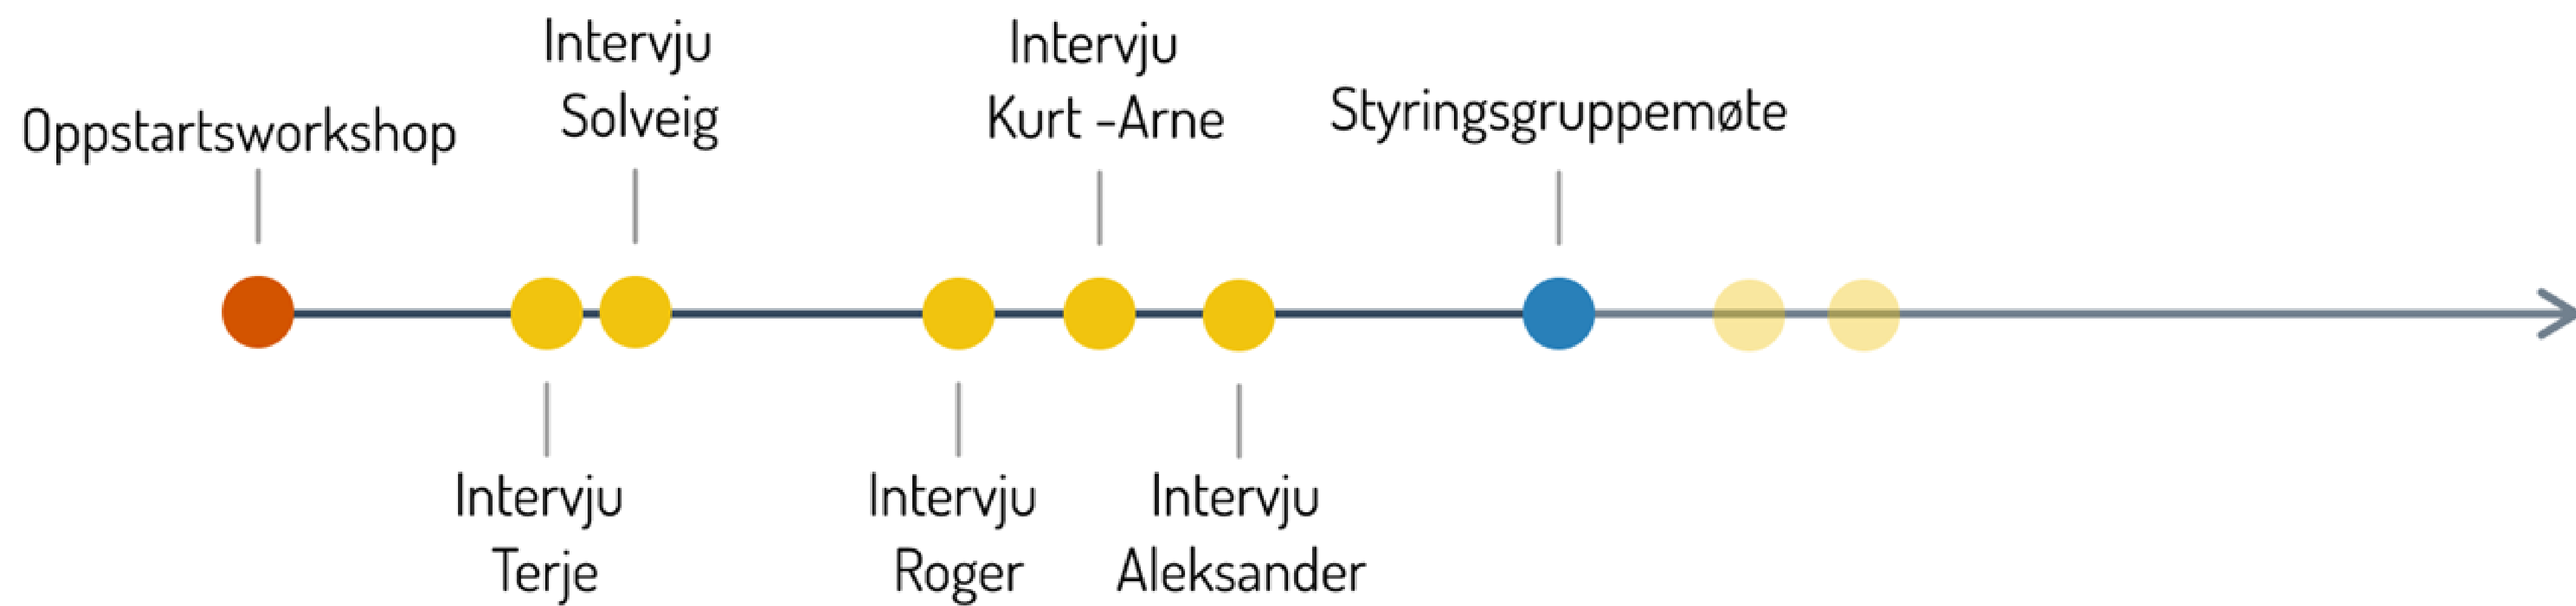 Oppstartsworkshop
Intervju
Terje
Intervju
Solveig
Intervju
Roger
Intervju
Kurt -Arne
Intervju
Aleksander
Styringsgruppemøte